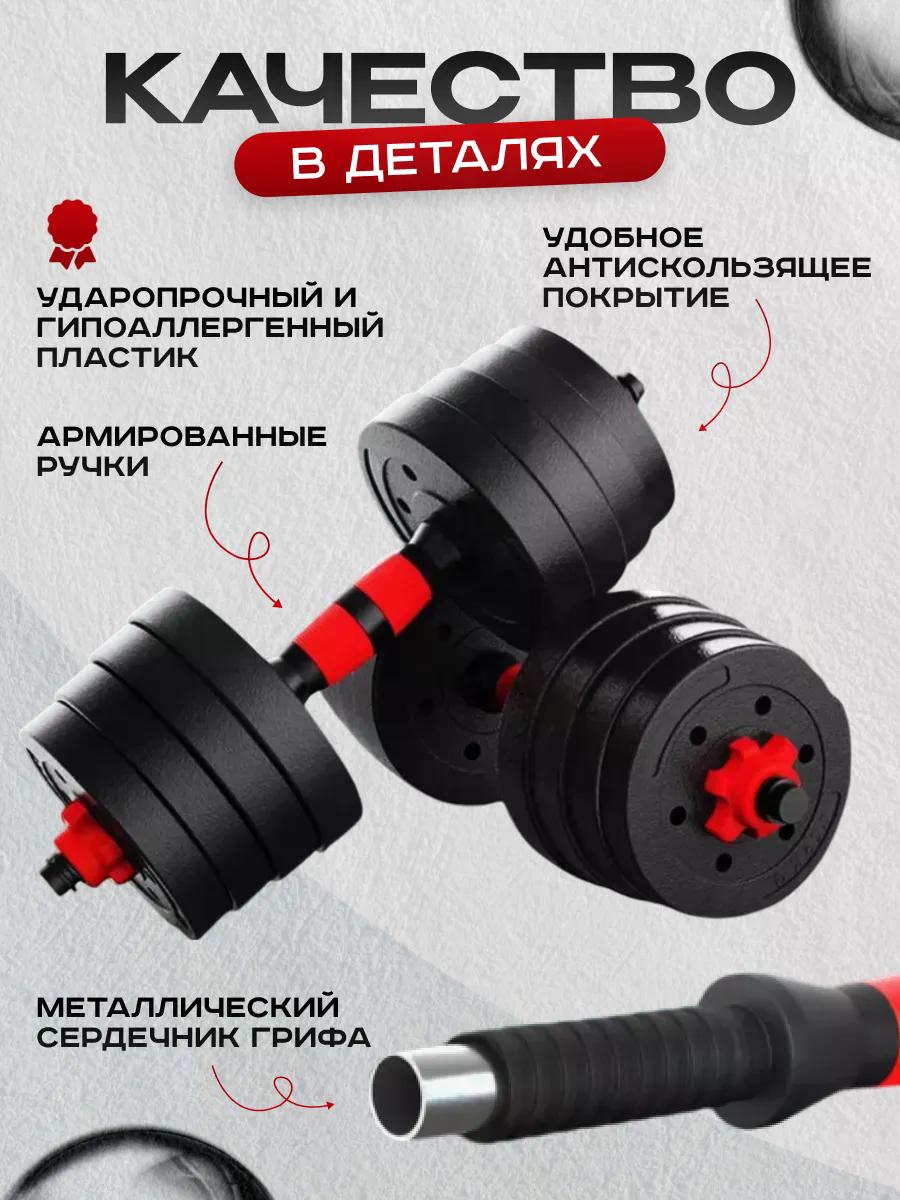 КАЧЕСТВО
В ДЕТАЛЯХ
УДАРОПРОЧНЫЙ И
ГИПОАЛЛЕРГЕННЫЙ
ПЛАСТИК
УДОБНОЕ
АНТИСКОЛЬЗЯЩЕЕ
ПОКРЫТИЕ
АРМИРОВАННЫЕ
РУЧКИ
МЕТАЛЛИЧЕСКИЙ
СЕРДЕЧНИК ГРИФА